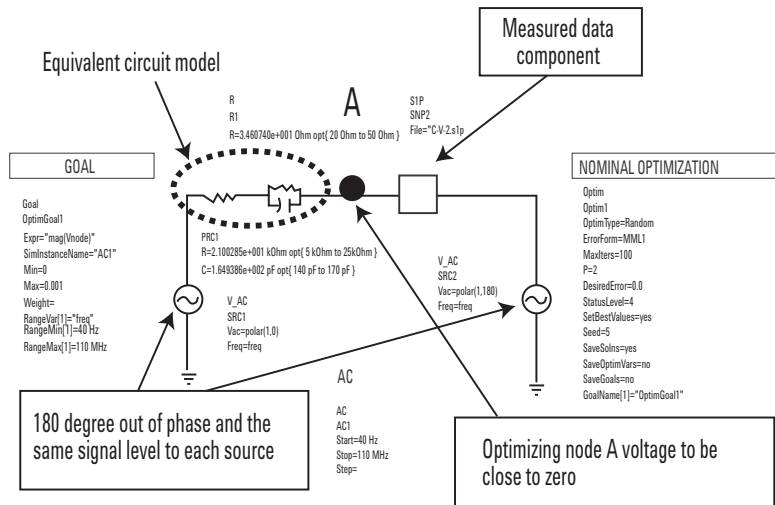 Equivalent circuit model
Measured data
component
R
R1
R=3.460740e+001 Ohm opt{ 20 Ohm to 50 Ohm }
A
S1P
SNP2
File="C-V-2.s1p
GOAL
Goal
OptimGoal1
Expr="mag(Vnode)"
SimInstanceName="AC1"
Min=0
Max=0.001
Weight=
RangeVar[1]="freq"
RangeMin[1]=40 Hz
RangeMax[1]=110 MHz
PRC1
R=2.100285e+001 kOhm opt{ 5 kOhm to 25kOhm }
C=1.649386e+002 pF opt{ 140 pF to 170 pF }
V_AC
SRC1
Vac=polar(1,0)
Freq=freq
V_AC
SRC2
Vac=polar(1,180)
Freq=freq
NOMINAL OPTIMIZATION
Optim
Optim1
OptimType=Random
ErrorForm=MML1
MaxIters=100
P=2
DesiredError=0.0
StatusLevel=4
SetBestValues=yes
Seed=5
SaveSolns=yes
SaveOptimVars=no
SaveGoals=no
GoalName[1]="OptimGoal1"
180 degree out of phase and the
same signal level to each source
AC
AC
AC1
Start=40 Hz
Stop=110 MHz
Step=
Optimizing node A voltage to be
close to zero